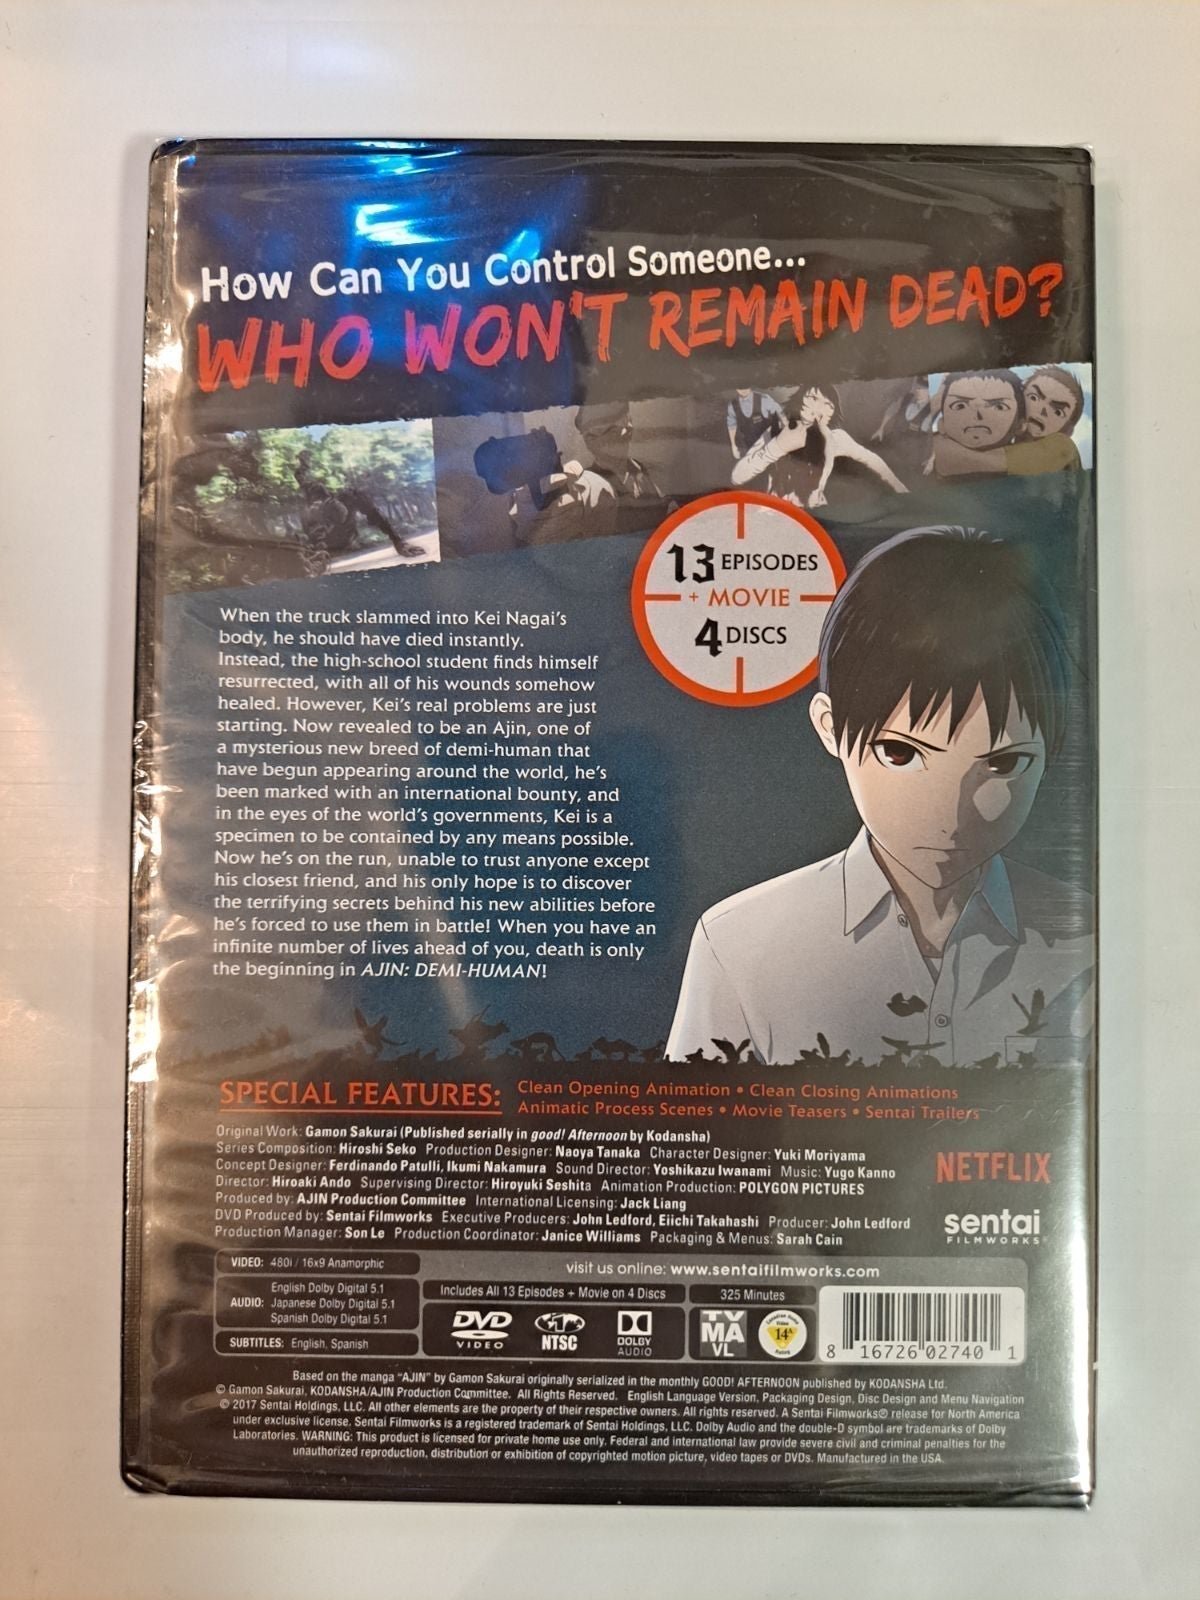 How Can You Control Someone...
WHO WON'T REMAIN DEAD?
13 EPISODES
+ MOVIE
4 DISCS
When the truck slammed into Kei Nagai's
body, he should have died instantly.
Instead, the high-school student finds himself
resurrected, with all of his wounds somehow
healed. However, Kei's real problems are just
starting. Now revealed to be an Ajin, one of
a mysterious new breed of demi-human that
have begun appearing around the world, he's
been marked with an international bounty, and
in the eyes of the world's governments, Kei is a
specimen to be contained by any means possible.
Now he's on the run, unable to trust anyone except
his closest friend, and his only hope is to discover
the terrifying secrets behind his new abilities before
he's forced to use them in battle! When you have an
infinite number of lives ahead of you, death is only
the beginning in AJIN: DEMI-HUMAN!
SPECIAL FEATURES:
Clean Opening Animation • Clean Closing Animations
Animatic Process Scenes • Movie Teasers • Sentai Trailers
Original Work: Gamon Sakurai (Published serially in good! Afternoon by Kodansha)
Series Composition: Hiroshi Seko Production Designer: Naoya Tanaka Character Designer: Yuki Moriyama
Concept Designer: Ferdinando Patulli, Ikumi Nakamura Sound Director: Yoshikazu Iwanami Music: Yugo Kanno
Director: Hiroaki Ando Supervising Director: Hiroyuki Seshita Animation Production: POLYGON PICTURES
Produced by: AJIN Production Committee International Licensing: Jack Liang
DVD Produced by: Sentai Filmworks Executive Producers: John Ledford, Eiichi Takahashi Producer: John Ledford
Production Manager: Son Le Production Coordinator: Janice Williams Packaging & Menus: Sarah Cain
NETFLIX
sentai
FILMWORKS
VIDEO: 480i / 16x9 Anamorphic
visit us online: www.sentaifilmworks.com
AUDIO: English Dolby Digital 5.1
Japanese Dolby Digital 5.1
Spanish Dolby Digital 5.1
SUBTITLES: English, Spanish
Includes All 13 Episodes + Movie on 4 Discs
325 Minutes
DVD
VIDEO
NTSC
DOLBY
AUDIO
TV
MA
VL
Canadian Home
Video
14A
Rating
8 16726 02740 1
Based on the manga "AJIN" by Gamon Sakurai originally serialized in the monthly GOOD! AFTERNOON published by KODANSHA Ltd.
© Gamon Sakurai, KODANSHA/AJIN Production Committee. All Rights Reserved. English Language Version, Packaging Design, Disc Design and Menu Navigation
© 2017 Sentai Holdings, LLC. All other elements are the property of their respective owners. All rights reserved. A Sentai Filmworks® release for North America
under exclusive license. Sentai Filmworks is a registered trademark of Sentai Holdings, LLC. Dolby Audio and the double-D symbol are trademarks of Dolby
Laboratories. WARNING: This product is licensed for private home use only. Federal and international law provide severe civil and criminal penalties for the
unauthorized reproduction, distribution or exhibition of copyrighted motion picture, video tapes or DVDs. Manufactured in the USA.